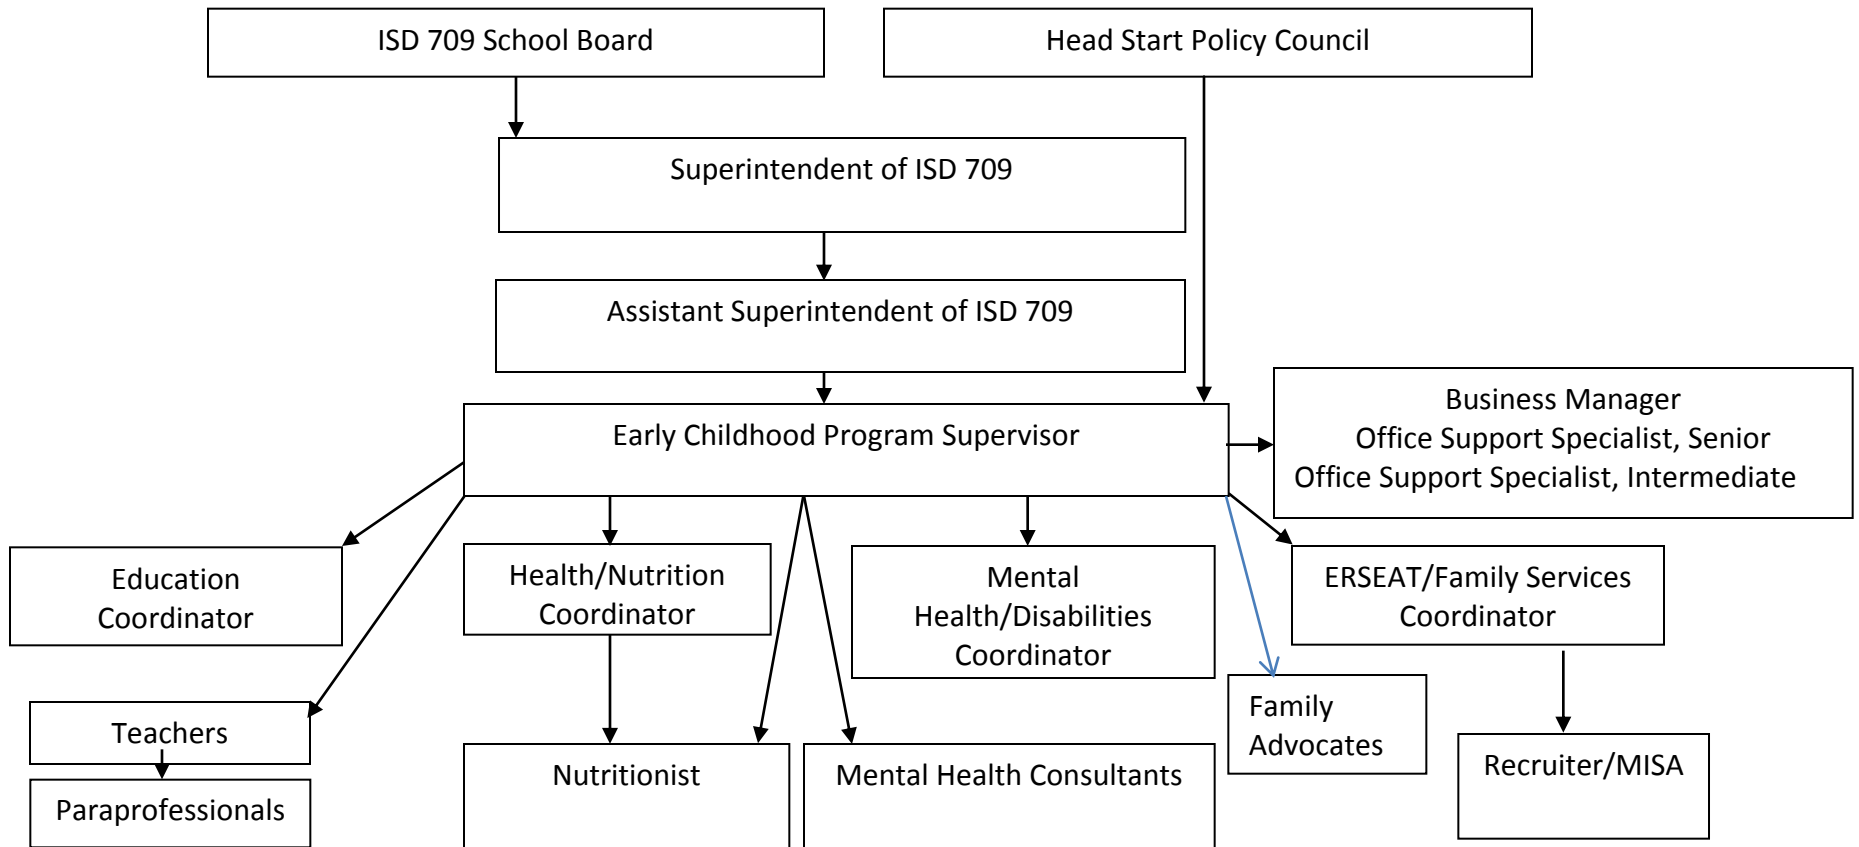 ISD 709 School Board
Head Start Policy Council
Superintendent of ISD 709
Assistant Superintendent of ISD 709
Business Manager
Office Support Specialist, Senior
Office Support Specialist, Intermediate
Early Childhood Program Supervisor
Education
Coordinator
Health/Nutrition
Coordinator
Mental
Health/Disabilities
Coordinator
ERSEAT/Family Services
Coordinator
Teachers
Paraprofessionals
Nutritionist
Mental Health Consultants
Family
Advocates
Recruiter/MISA